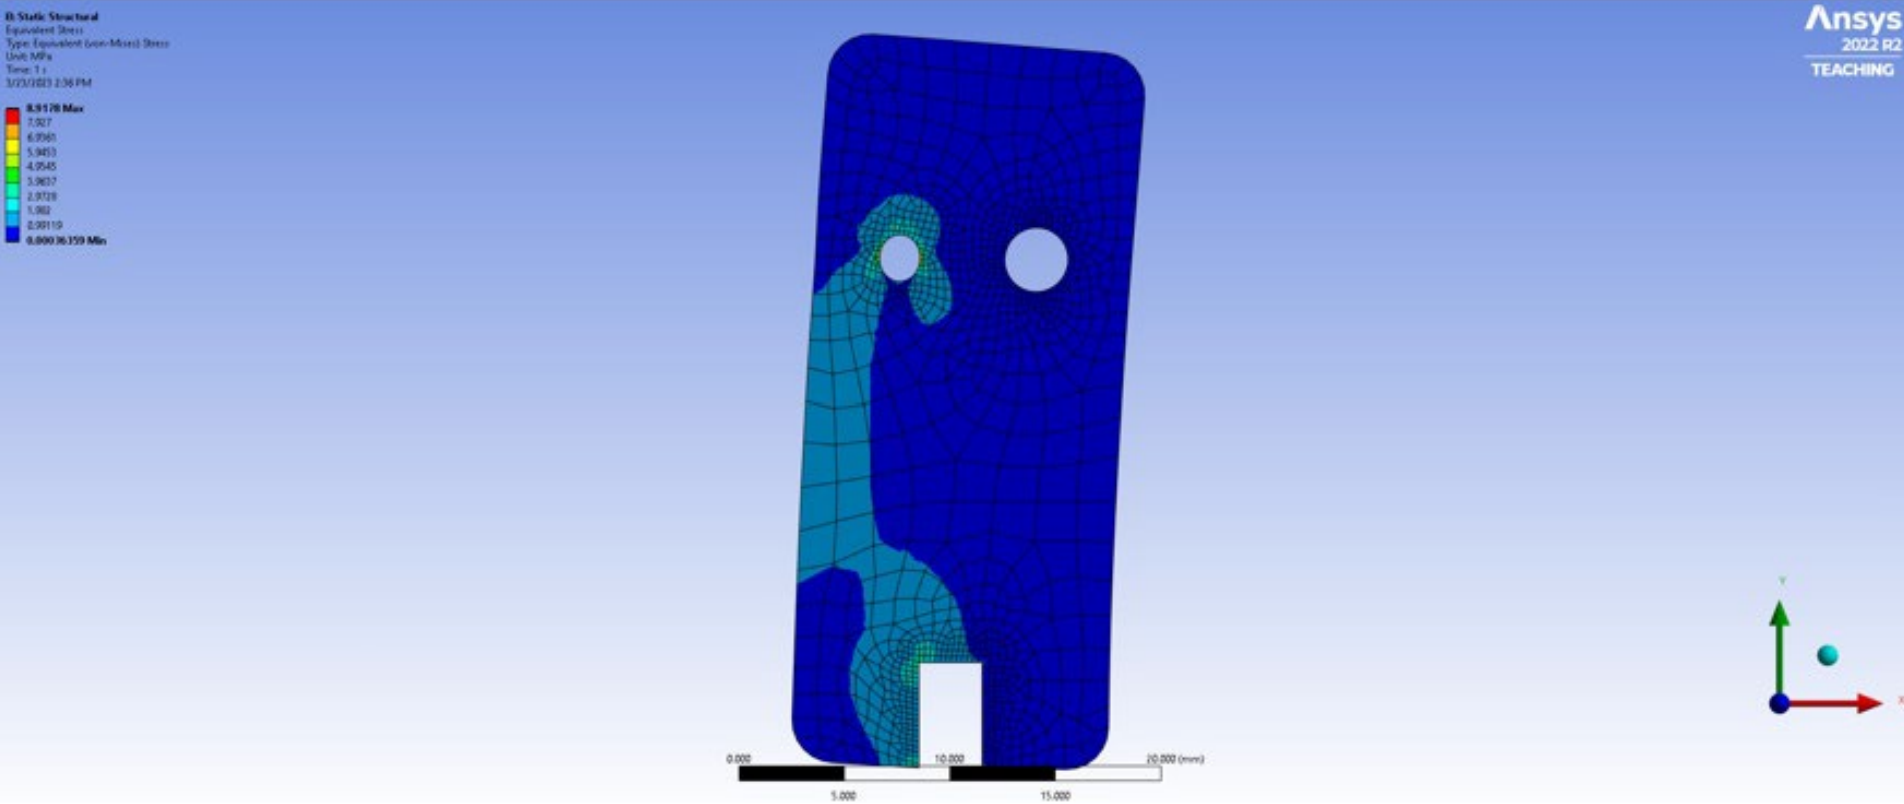 B: Static Structural
Equivalent Stress
Type: Equivalent (von-Mises) Stress
Unit: MPa
Time: 1 s
3/23/2023 2:36 PM
8.9178 Max
7.927
6.9361
5.9453
4.9545
3.9637
2.9728
1.982
0.99119
0.00036359 Min
Ansys
2022 R2
TEACHING
Y
X
0.000
10.000
20.000 (mm)
5.000
15.000